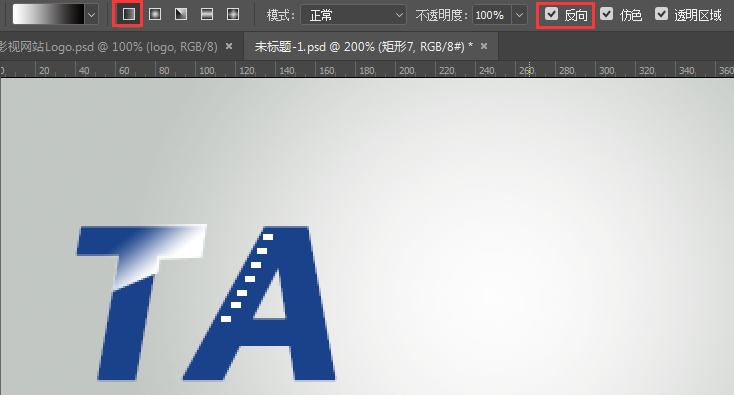 模式： 正常 不透明度： 100% 反向 仿色 透明区域
影视网站Logo.psd @ 100% (logo, RGB/8) × 未标题-1.psd @ 200% (矩形7, RGB/8#) * ×
0 20 40 60 80 100 120 140 160 180 200 220 240 260 280 300 320 340 360
TA